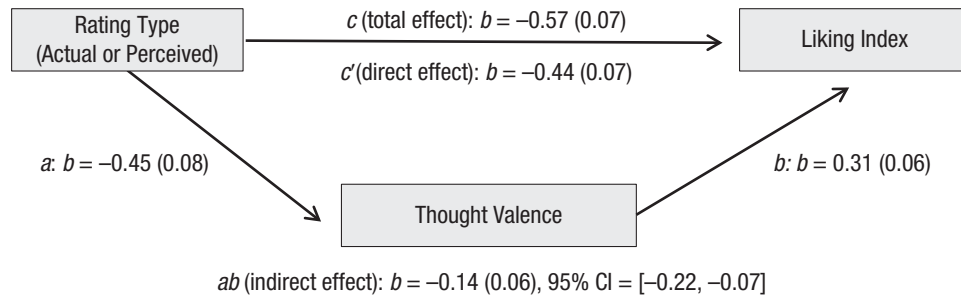 Rating Type
(Actual or Perceived)
c (total effect): b = –0.57 (0.07)
c′(direct effect): b = –0.44 (0.07)
Liking Index
a: b = –0.45 (0.08)
b: b = 0.31 (0.06)
Thought Valence
ab (indirect effect): b = –0.14 (0.06), 95% CI = [–0.22, –0.07]